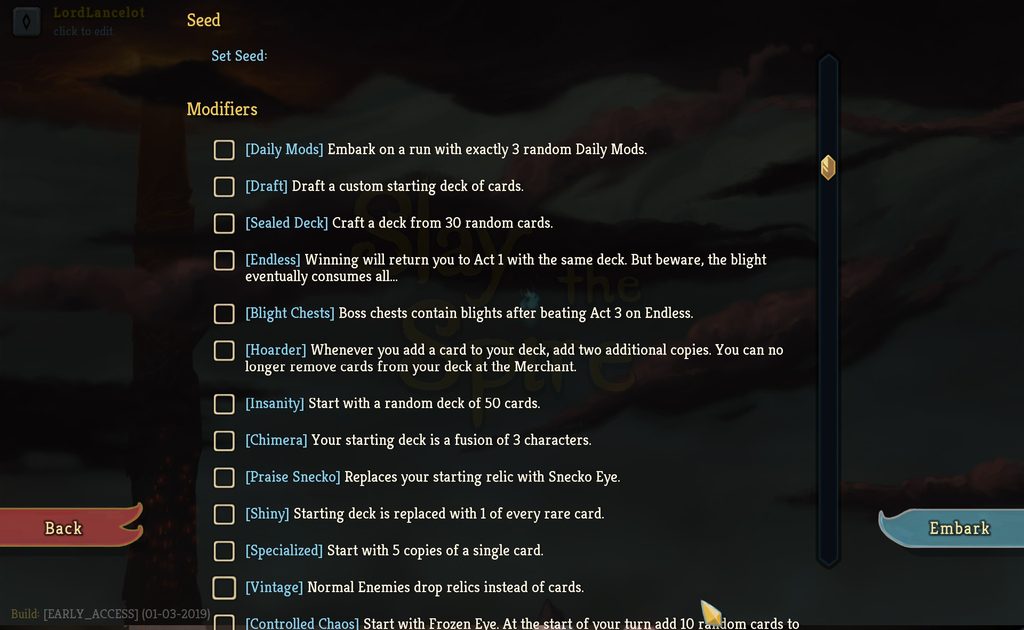 LordLancelot
click to edit.
Seed
Set Seed:
Modifiers
[Daily Mods] Embark on a run with exactly 3 random Daily Mods.
[Draft] Draft a custom starting deck of cards.
[Sealed Deck] Craft a deck from 30 random cards.
[Endless] Winning will return you to Act 1 with the same deck. But beware, the blight
eventually consumes all...
[Blight Chests] Boss chests contain blights after beating Act 3 on Endless.
[Hoarder] Whenever you add a card to your deck, add two additional copies. You can no
longer remove cards from your deck at the Merchant.
[Insanity] Start with a random deck of 50 cards.
[Chimera] Your starting deck is a fusion of 3 characters.
[Praise Snecko] Replaces your starting relic with Snecko Eye.
[Shiny] Starting deck is replaced with 1 of every rare card.
[Specialized] Start with 5 copies of a single card.
[Vintage] Normal Enemies drop relics instead of cards.
[Controlled Chaos] Start with Frozen Eye. At the start of your turn add 10 random cards to
Slay
the
Spire
Back
Embark
Build: [EARLY_ACCESS] (01-03-2019)